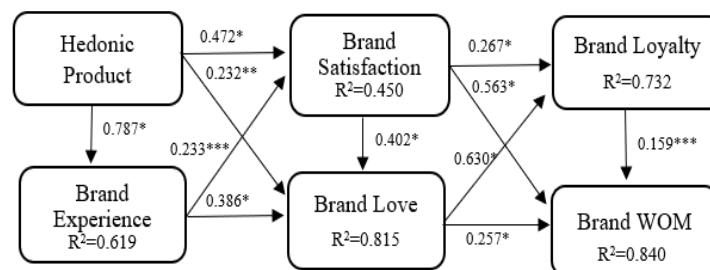 Hedonic
Product
0.472*
0.232**
Brand
Satisfaction
R²=0.450
0.267*
0.563*
Brand Loyalty
R²=0.732
0.787*
0.233***
0.402*
0.630*
0.159***
Brand
Experience
R²=0.619
0.386*
Brand Love
R²=0.815
0.257*
Brand WOM
R²=0.840